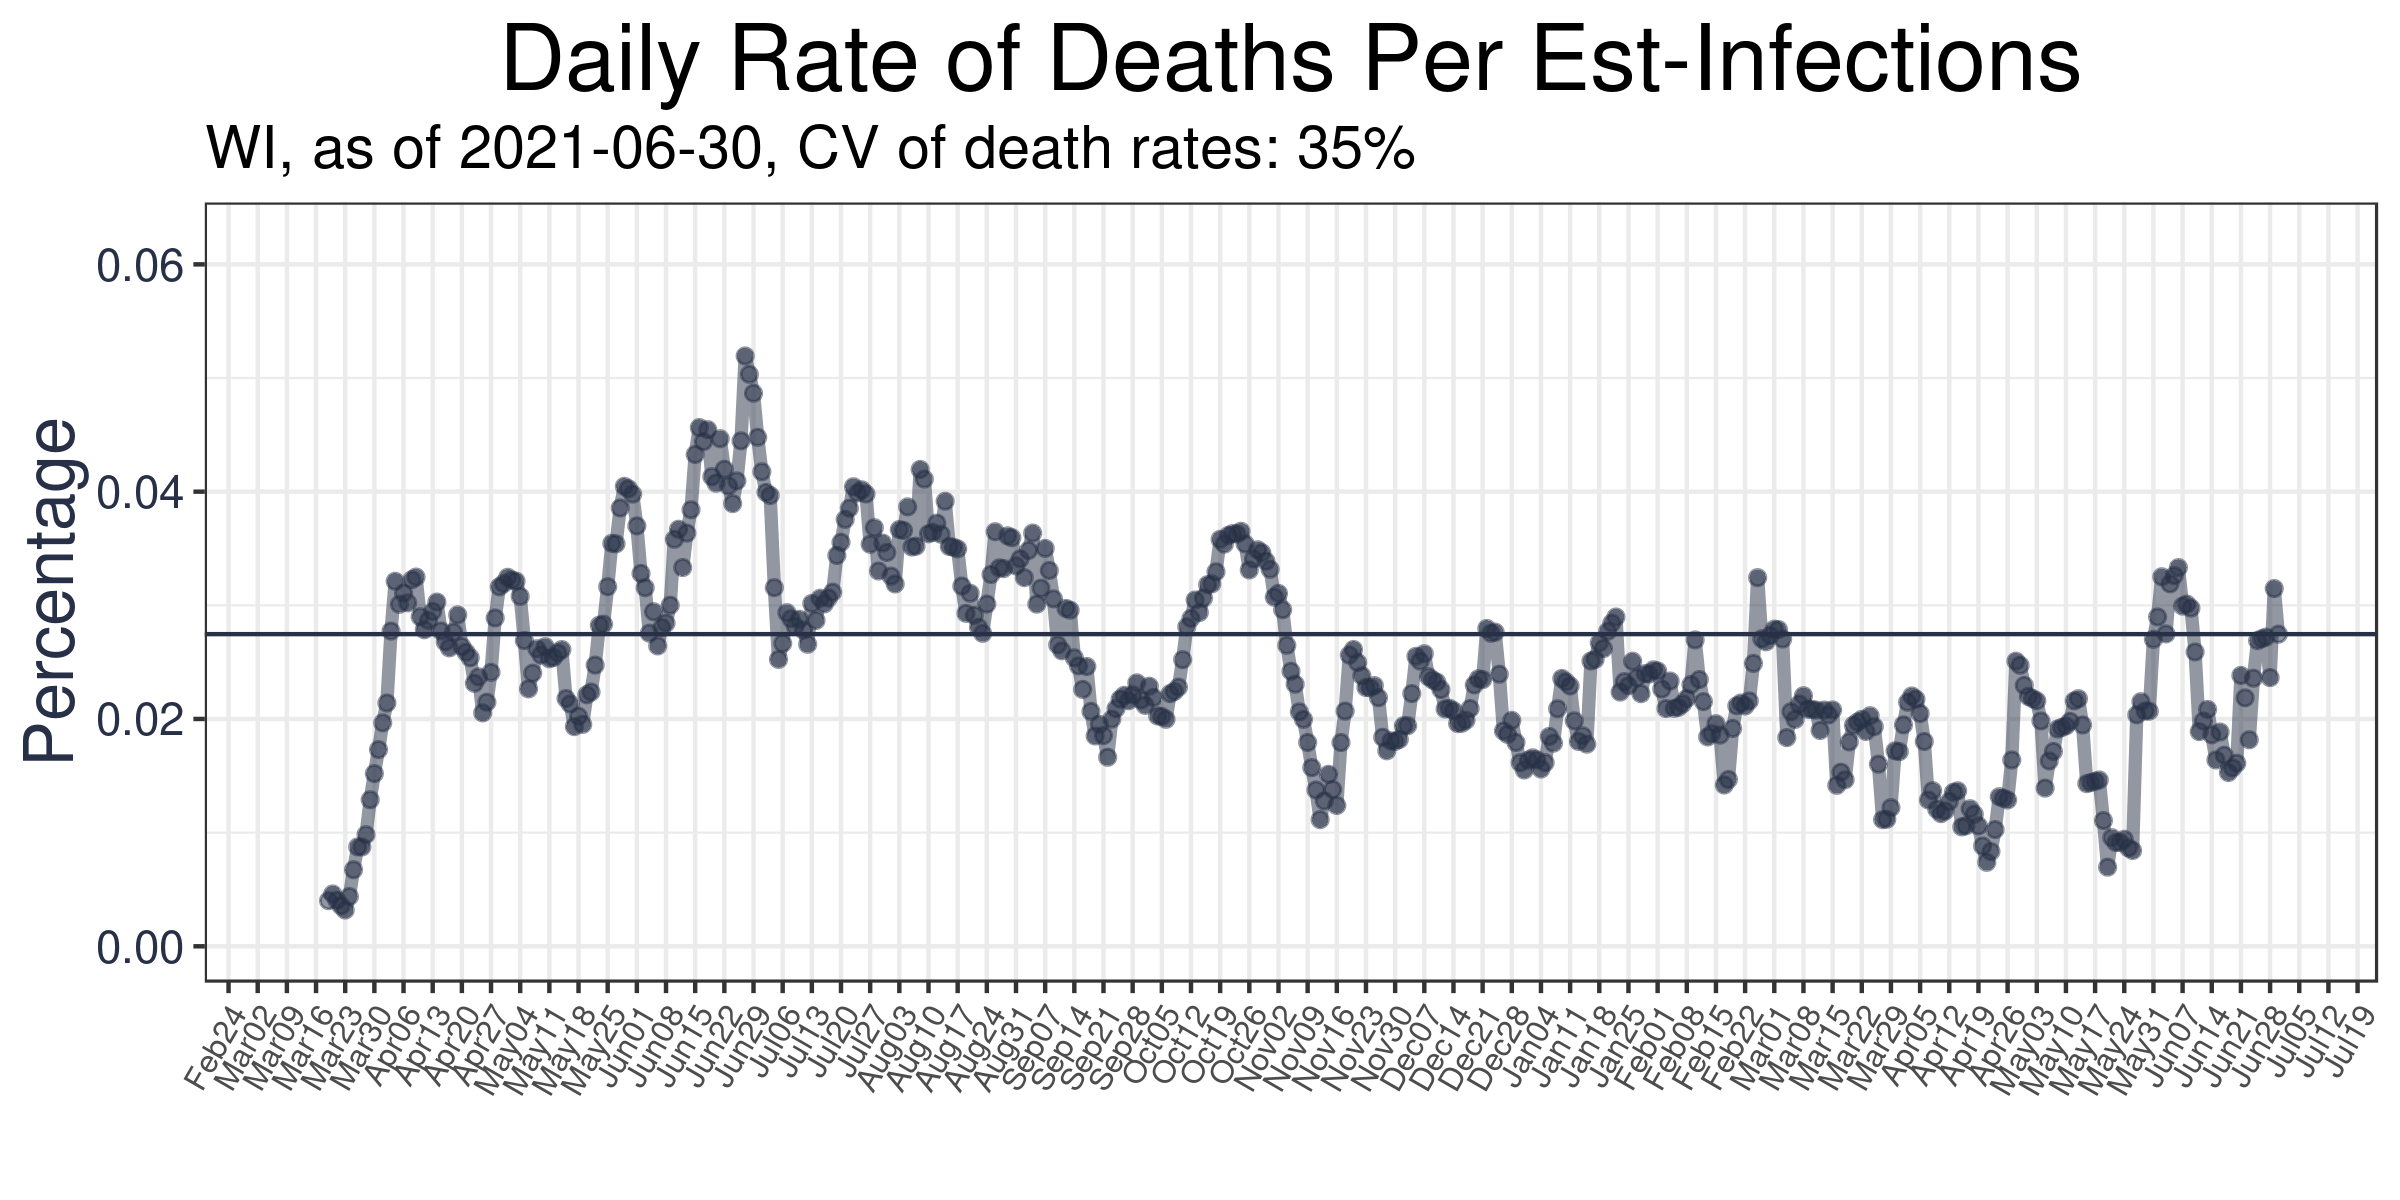 Daily Rate of Deaths Per Est-Infections
WI, as of 2021-06-30, CV of death rates: 35%
Percentage
0.06
0.04
0.02
0.00
Feb24
Mar02
Mar09
Mar16
Mar23
Mar30
Apr06
Apr13
Apr20
Apr27
May04
May11
May18
May25
Jun01
Jun08
Jun15
Jun22
Jun29
Jul06
Jul13
Jul20
Jul27
Aug03
Aug10
Aug17
Aug24
Aug31
Sep07
Sep14
Sep21
Sep28
Oct05
Oct12
Oct19
Oct26
Nov02
Nov09
Nov16
Nov23
Nov30
Dec07
Dec14
Dec21
Dec28
Jan04
Jan11
Jan18
Jan25
Feb01
Feb08
Feb15
Feb22
Mar01
Mar08
Mar15
Mar22
Mar29
Apr05
Apr12
Apr19
Apr26
May03
May10
May17
May24
May31
Jun07
Jun14
Jun21
Jun28
Jul05
Jul12
Jul19